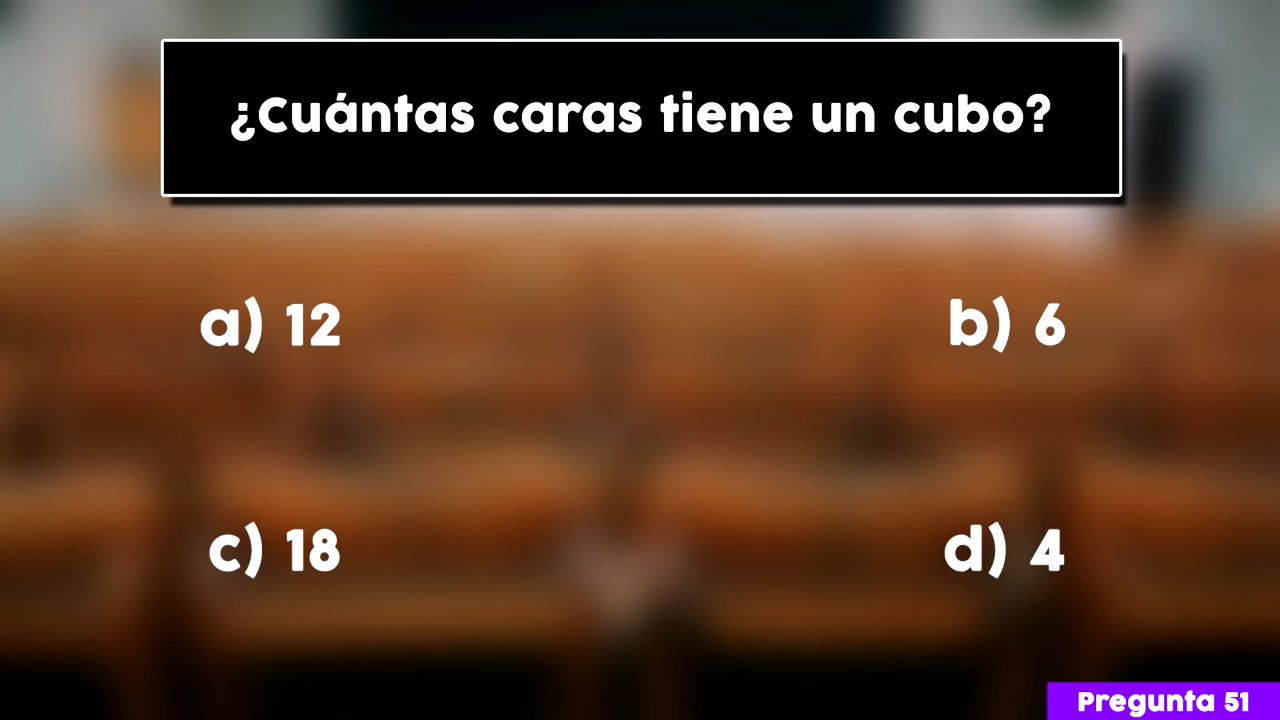 ¿Cuántas caras tiene un cubo?
a) 12
b) 6
c) 18
d) 4
Pregunta 51